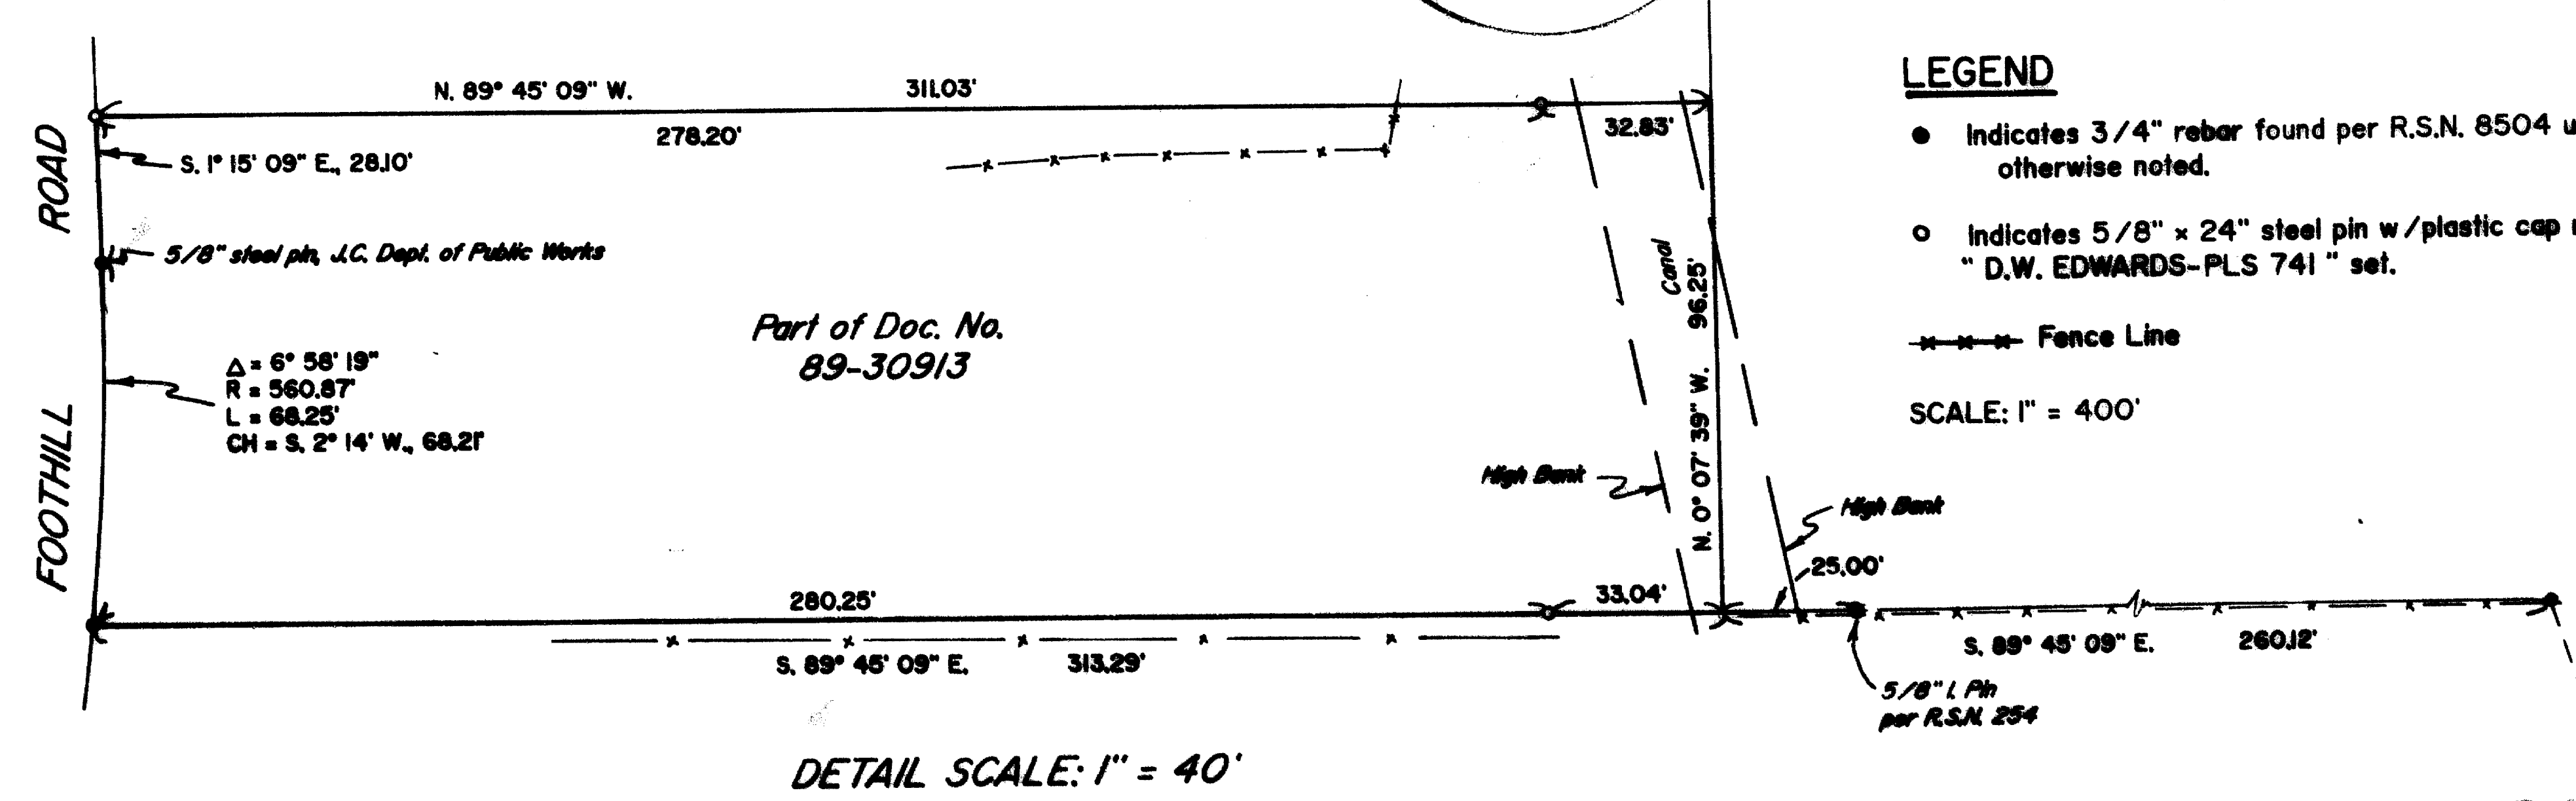 N. 89° 45' 09" W. 311.03'
278.20'
32.83'
S. 1° 15' 09" E., 28.10'
5/8" steel pin, J.C. Dept. of Public Works
FOOTHILL ROAD
Part of Doc. No.
89-30913
Δ = 6° 58' 19"
R = 560.87'
L = 68.25'
CH = S. 2° 14' W., 68.21'
Canal
N. 0° 07' 39" W. 96.25'
High Bank
High Bank
25.00'
280.25'
33.04'
S. 89° 45' 09" E. 313.29'
S. 89° 45' 09" E. 260.12'
5/8" I. Pin
per R.S.N. 254
DETAIL SCALE: 1" = 40'
LEGEND
Indicates 3/4" rebar found per R.S.N. 8504 u
otherwise noted.
Indicates 5/8" x 24" steel pin w/plastic cap
" D.W. EDWARDS-PLS 741 " set.
Fence Line
SCALE: 1" = 400'